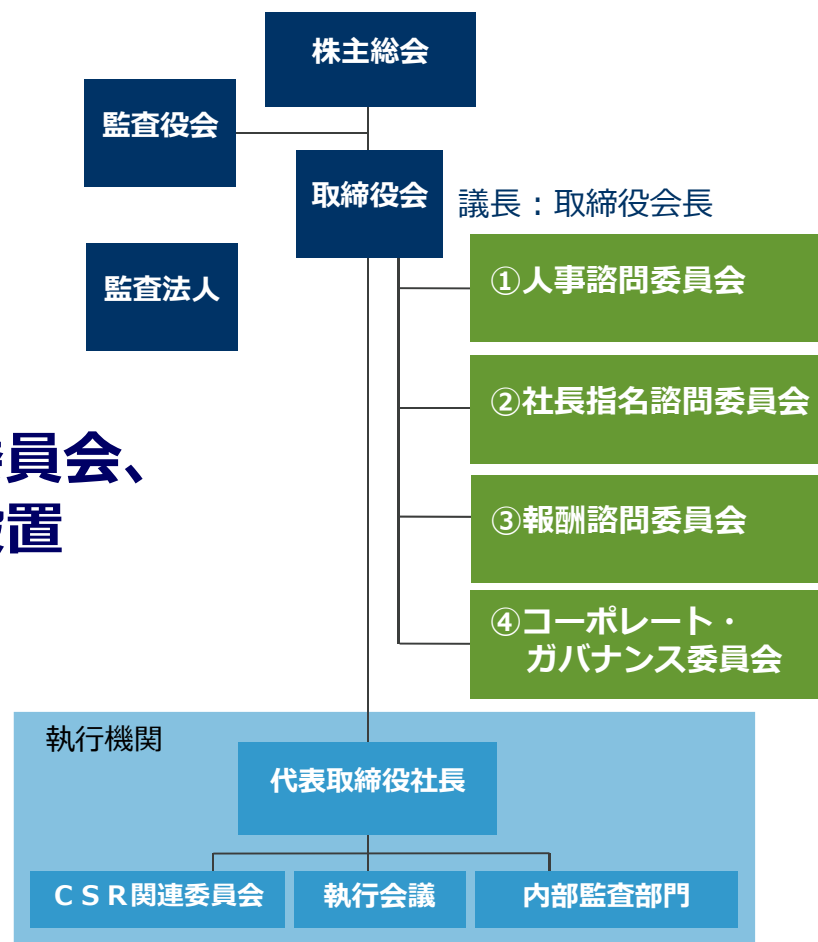 株主総会
監査役会
取締役会
議長：取締役会長
監査法人
①人事諮問委員会
②社長指名諮問委員会
員会、
置
③報酬諮問委員会
④コーポレート・
ガバナンス委員会
執行機関
代表取締役社長
ＣＳＲ関連委員会
執行会議
内部監査部門